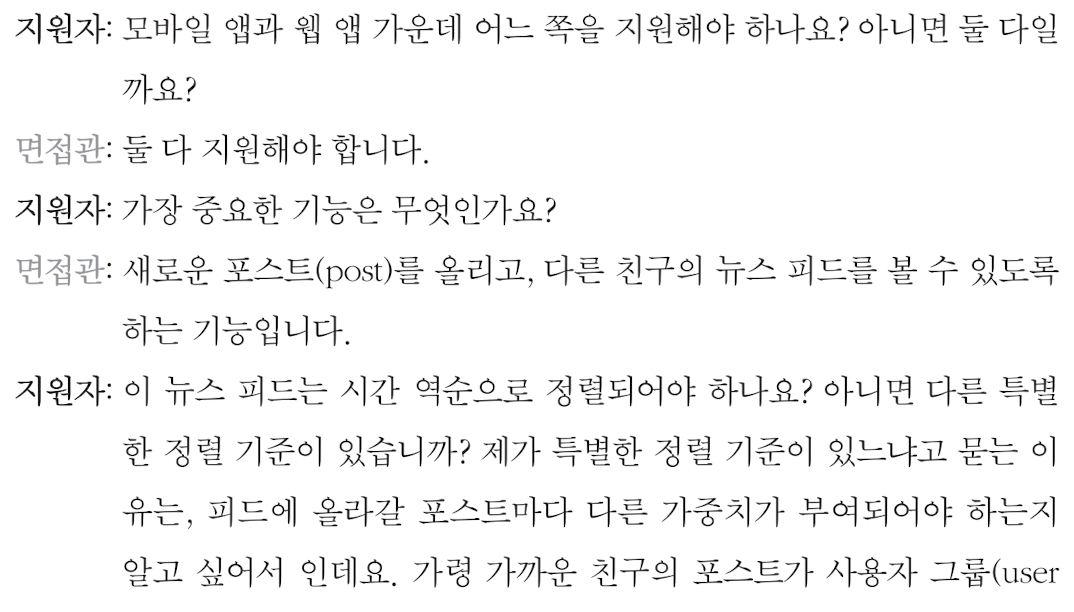 지원자: 모바일 앱과 웹 앱 가운데 어느 쪽을 지원해야 하나요? 아니면 둘 다일
까요?
면접관: 둘 다 지원해야 합니다.
지원자: 가장 중요한 기능은 무엇인가요?
면접관: 새로운 포스트(post)를 올리고, 다른 친구의 뉴스 피드를 볼 수 있도록
하는 기능입니다.
지원자: 이 뉴스 피드는 시간 역순으로 정렬되어야 하나요? 아니면 다른 특별
한 정렬 기준이 있습니까? 제가 특별한 정렬 기준이 있느냐고 묻는 이
유는, 피드에 올라갈 포스트마다 다른 가중치가 부여되어야 하는지
알고 싶어서 인데요. 가령 가까운 친구의 포스트가 사용자 그룹(user